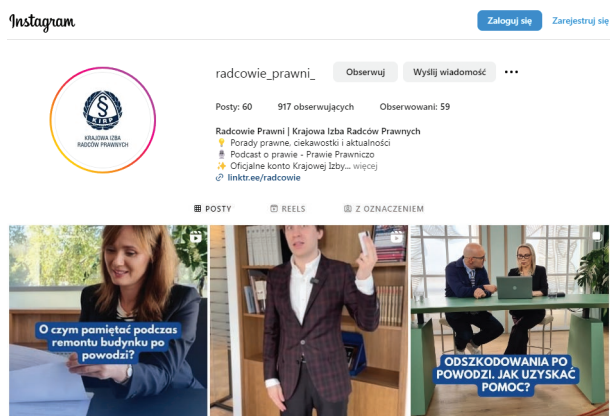 Instagram
Zaloguj się
Zarejestruj się
radcowie_prawni_
Obserwuj
Wyślij wiadomość
Posty: 60
917 obserwujących
Obserwowani: 59
§
KIRP
KRAJOWA IZBA
RADCÓW PRAWNYCH
Radcowie Prawni | Krajowa Izba Radców Prawnych
Porady prawne, ciekawostki i aktualności
Podcast o prawie - Prawie Prawniczo
Oficjalne konto Krajowej Izby... więcej
linktr.ee/radcowie
POSTY
REELS
Z OZNACZENIEM
O czym pamiętać podczas
remontu budynku po
powodzi?
ODSZKODOWANIA PO
POWODZI. JAK UZYSKAĆ
POMOC?